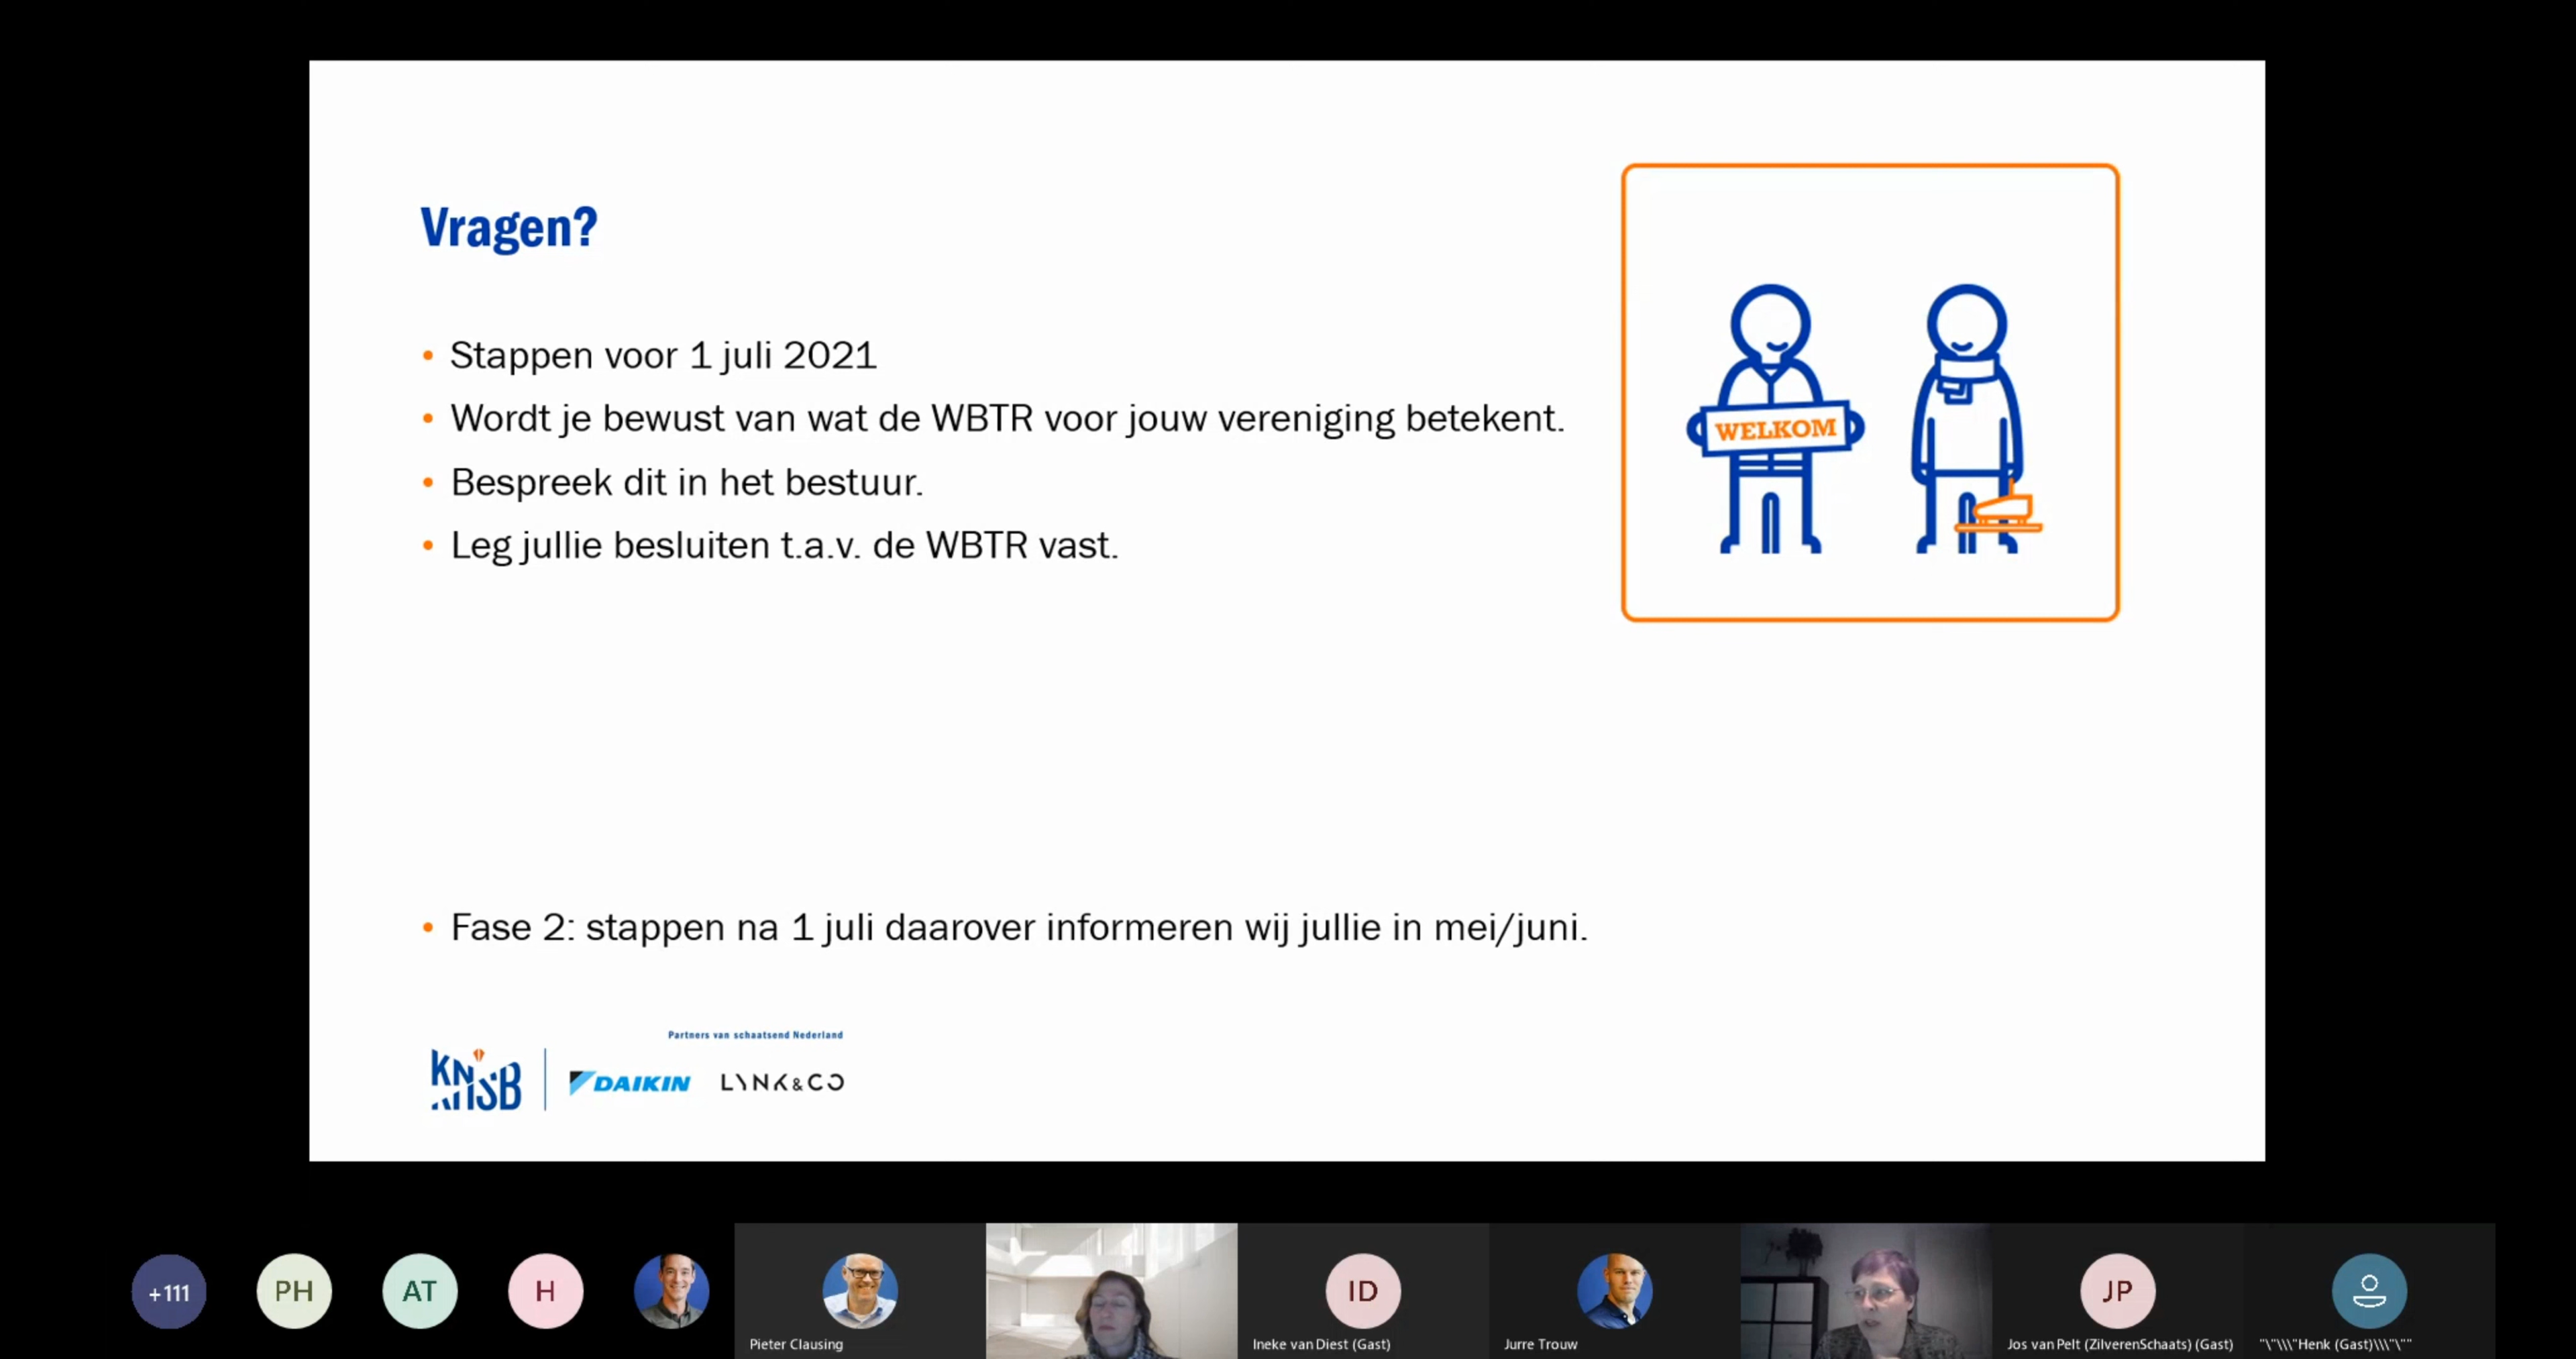 Vragen?
• Stappen voor 1 juli 2021
• Wordt je bewust van wat de WBTR voor jouw vereniging betekent.
• Bespreek dit in het bestuur.
• Leg jullie besluiten t.a.v. de WBTR vast.
WELKOM
• Fase 2: stappen na 1 juli daarover informeren wij jullie in mei/juni.
Partners van schaatsend Nederland
KNSB
DAIKIN
LYNK&CO
+111
PH
AT
H
Pieter Clausing
ID
Ineke van Diest (Gast)
Jurre Trouw
JP
Jos van Pelt (ZilverenSchaats) (Gast)
"\"\\\"Henk (Gast)\\\\"\""